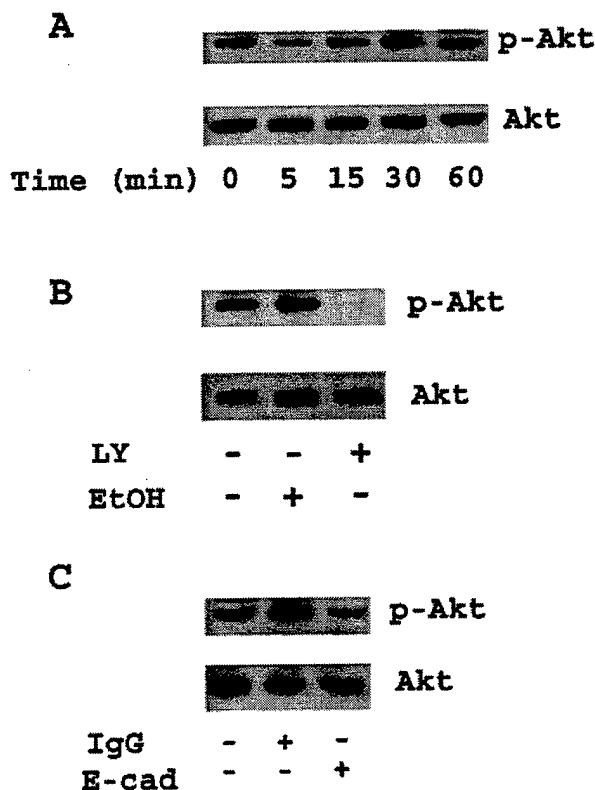 A
p-Akt
Akt
Time (min) 0 5 15 30 60
B
p-Akt
Akt
LY - - +
EtOH - + -
C
p-Akt
Akt
IgG - + -
E-cad - - +